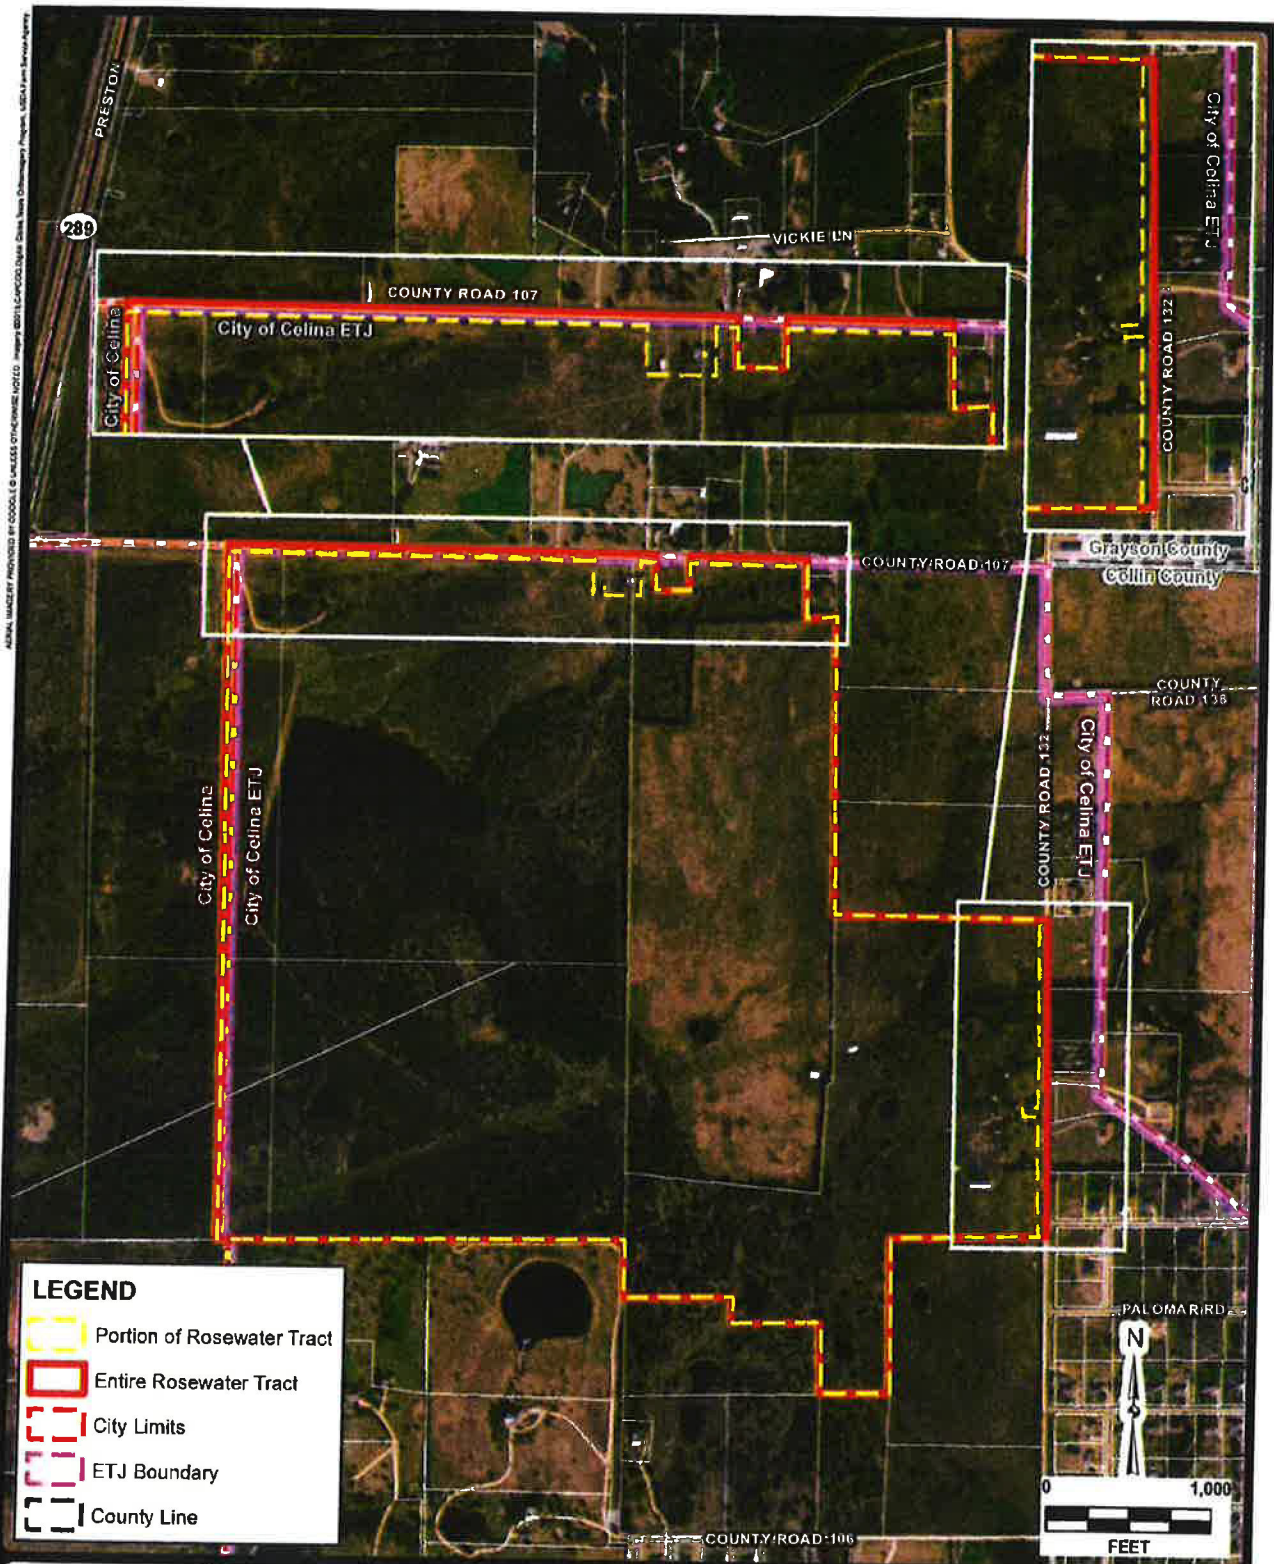 PRESTON
289
VICKIE LN
COUNTY ROAD 107
City of Celina
City of Celina ETJ
City of Celina ETJ
COUNTY ROAD 132
COUNTY ROAD 107
Grayson County
Collin County
COUNTY
ROAD 138
City of Celina
City of Celina ETJ
COUNTY ROAD 132
City of Celina ETJ
PALOMAR RD
N
0 1,000
FEET
COUNTY ROAD 106
LEGEND
Portion of Rosewater Tract
Entire Rosewater Tract
City Limits
ETJ Boundary
County Line